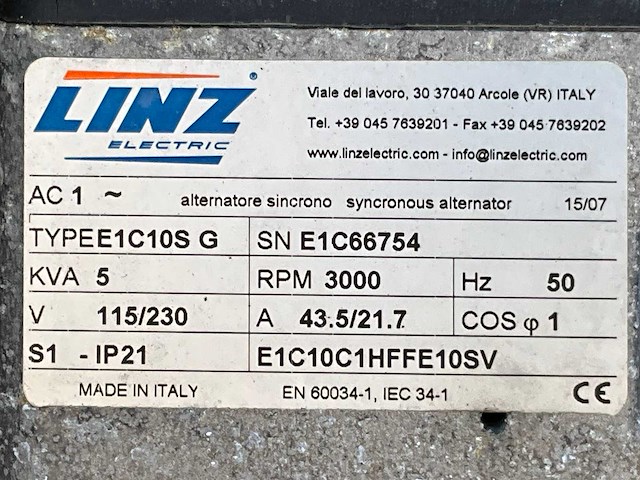 LINZ ®
ELECTRIC
Viale del lavoro, 30 37040 Arcole (VR) ITALY
Tel. +39 045 7639201 - Fax +39 045 7639202
www.linzelectric.com - info@linzelectric.com
AC 1 ~ alternatore sincrono syncronous alternator 15/07
TYPE E1C10S G SN E1C66754
KVA 5 RPM 3000 Hz 50
V 115/230 A 43.5/21.7 COS φ 1
S1 - IP21 E1C10C1HFFE10SV
MADE IN ITALY EN 60034-1, IEC 34-1 CE